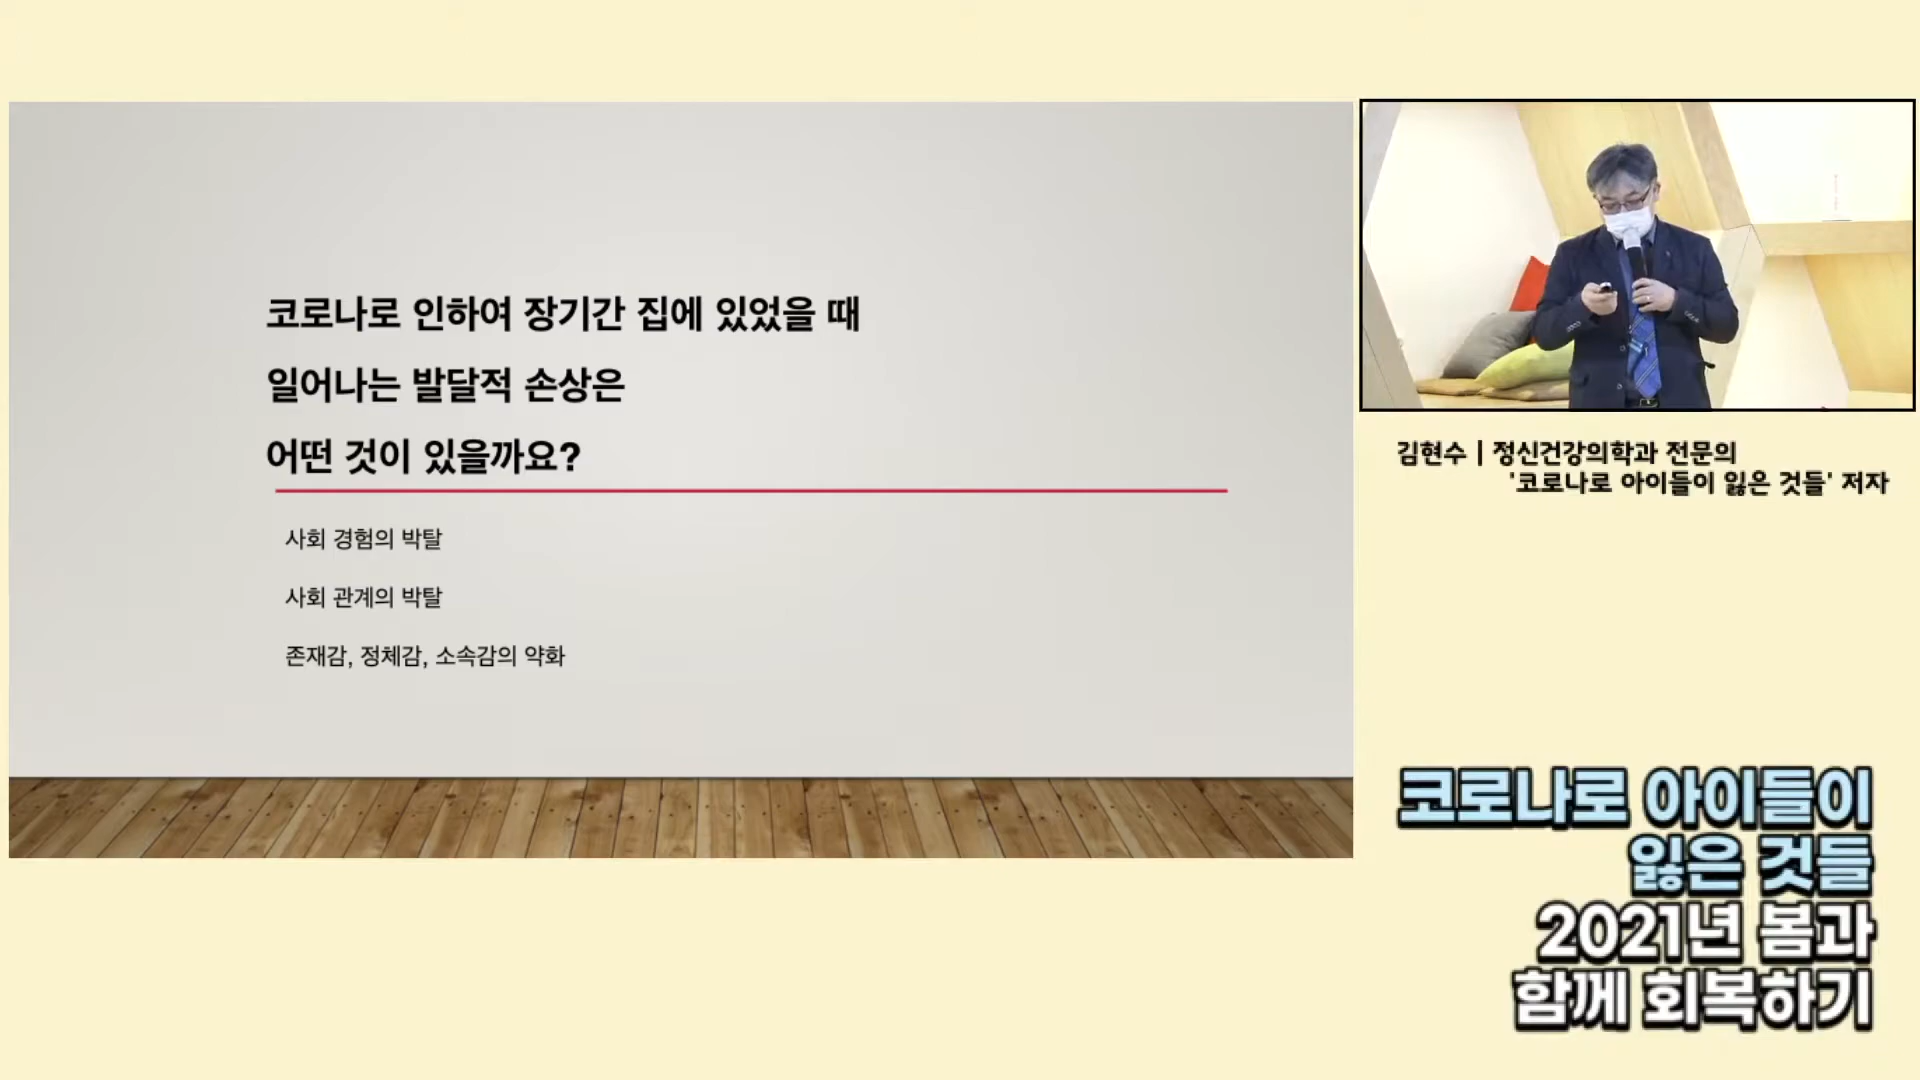 코로나로 인하여 장기간 집에 있었을 때
일어나는 발달적 손상은
어떤 것이 있을까요?
사회 경험의 박탈
사회 관계의 박탈
존재감, 정체감, 소속감의 약화
김현수 | 정신건강의학과 전문의
'코로나로 아이들이 잃은 것들' 저자
코로나로 아이들이
잃은 것들
2021년 봄과
함께 회복하기